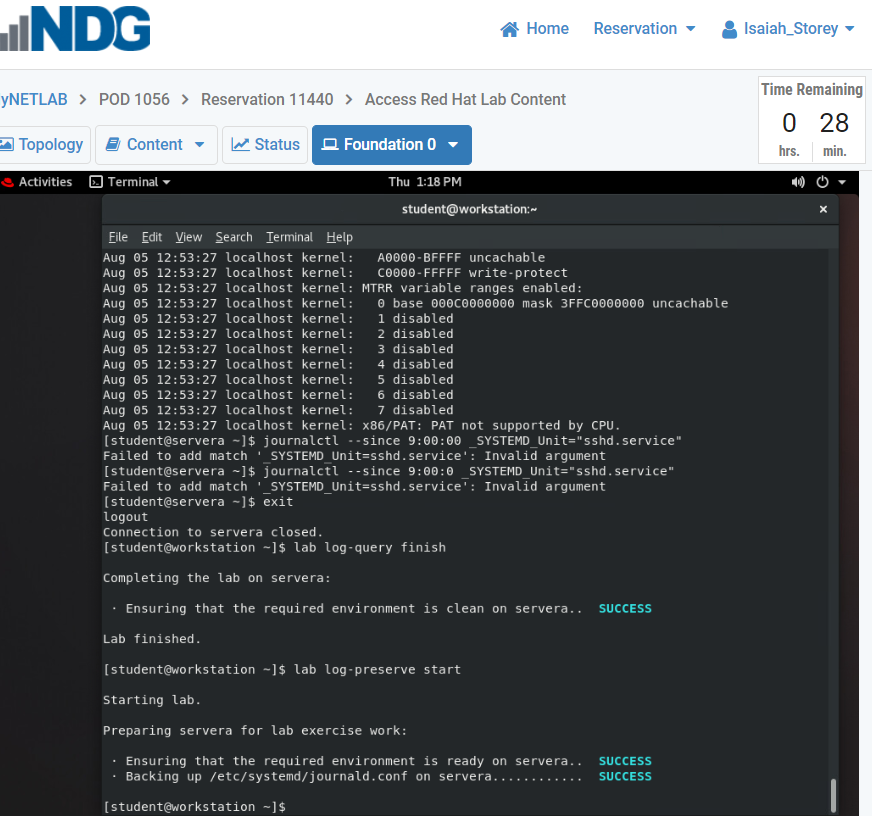 NDG
Home Reservation Isaiah_Storey
yNETLAB > POD 1056 > Reservation 11440 > Access Red Hat Lab Content
Time Remaining
0 28
hrs. min.
Topology Content Status Foundation 0
Activities Terminal Thu 1:18 PM
student@workstation:~ ×
File Edit View Search Terminal Help
Aug 05 12:53:27 localhost kernel:   A0000-BFFFF uncachable
Aug 05 12:53:27 localhost kernel:   C0000-FFFFF write-protect
Aug 05 12:53:27 localhost kernel: MTRR variable ranges enabled:
Aug 05 12:53:27 localhost kernel:   0 base 000C0000000 mask 3FFC0000000 uncachable
Aug 05 12:53:27 localhost kernel:   1 disabled
Aug 05 12:53:27 localhost kernel:   2 disabled
Aug 05 12:53:27 localhost kernel:   3 disabled
Aug 05 12:53:27 localhost kernel:   4 disabled
Aug 05 12:53:27 localhost kernel:   5 disabled
Aug 05 12:53:27 localhost kernel:   6 disabled
Aug 05 12:53:27 localhost kernel:   7 disabled
Aug 05 12:53:27 localhost kernel: x86/PAT: PAT not supported by CPU.
[student@servera ~]$ journalctl --since 9:00:00 _SYSTEMD_Unit="sshd.service"
Failed to add match '_SYSTEMD_Unit=sshd.service': Invalid argument
[student@servera ~]$ journalctl --since 9:00:0 _SYSTEMD_Unit="sshd.service"
Failed to add match '_SYSTEMD_Unit=sshd.service': Invalid argument
[student@servera ~]$ exit
logout
Connection to servera closed.
[student@workstation ~]$ lab log-query finish
Completing the lab on servera:
· Ensuring that the required environment is clean on servera.. SUCCESS
Lab finished.
[student@workstation ~]$ lab log-preserve start
Starting lab.
Preparing servera for lab exercise work:
· Ensuring that the required environment is ready on servera.. SUCCESS
· Backing up /etc/systemd/journald.conf on servera............ SUCCESS
[student@workstation ~]$